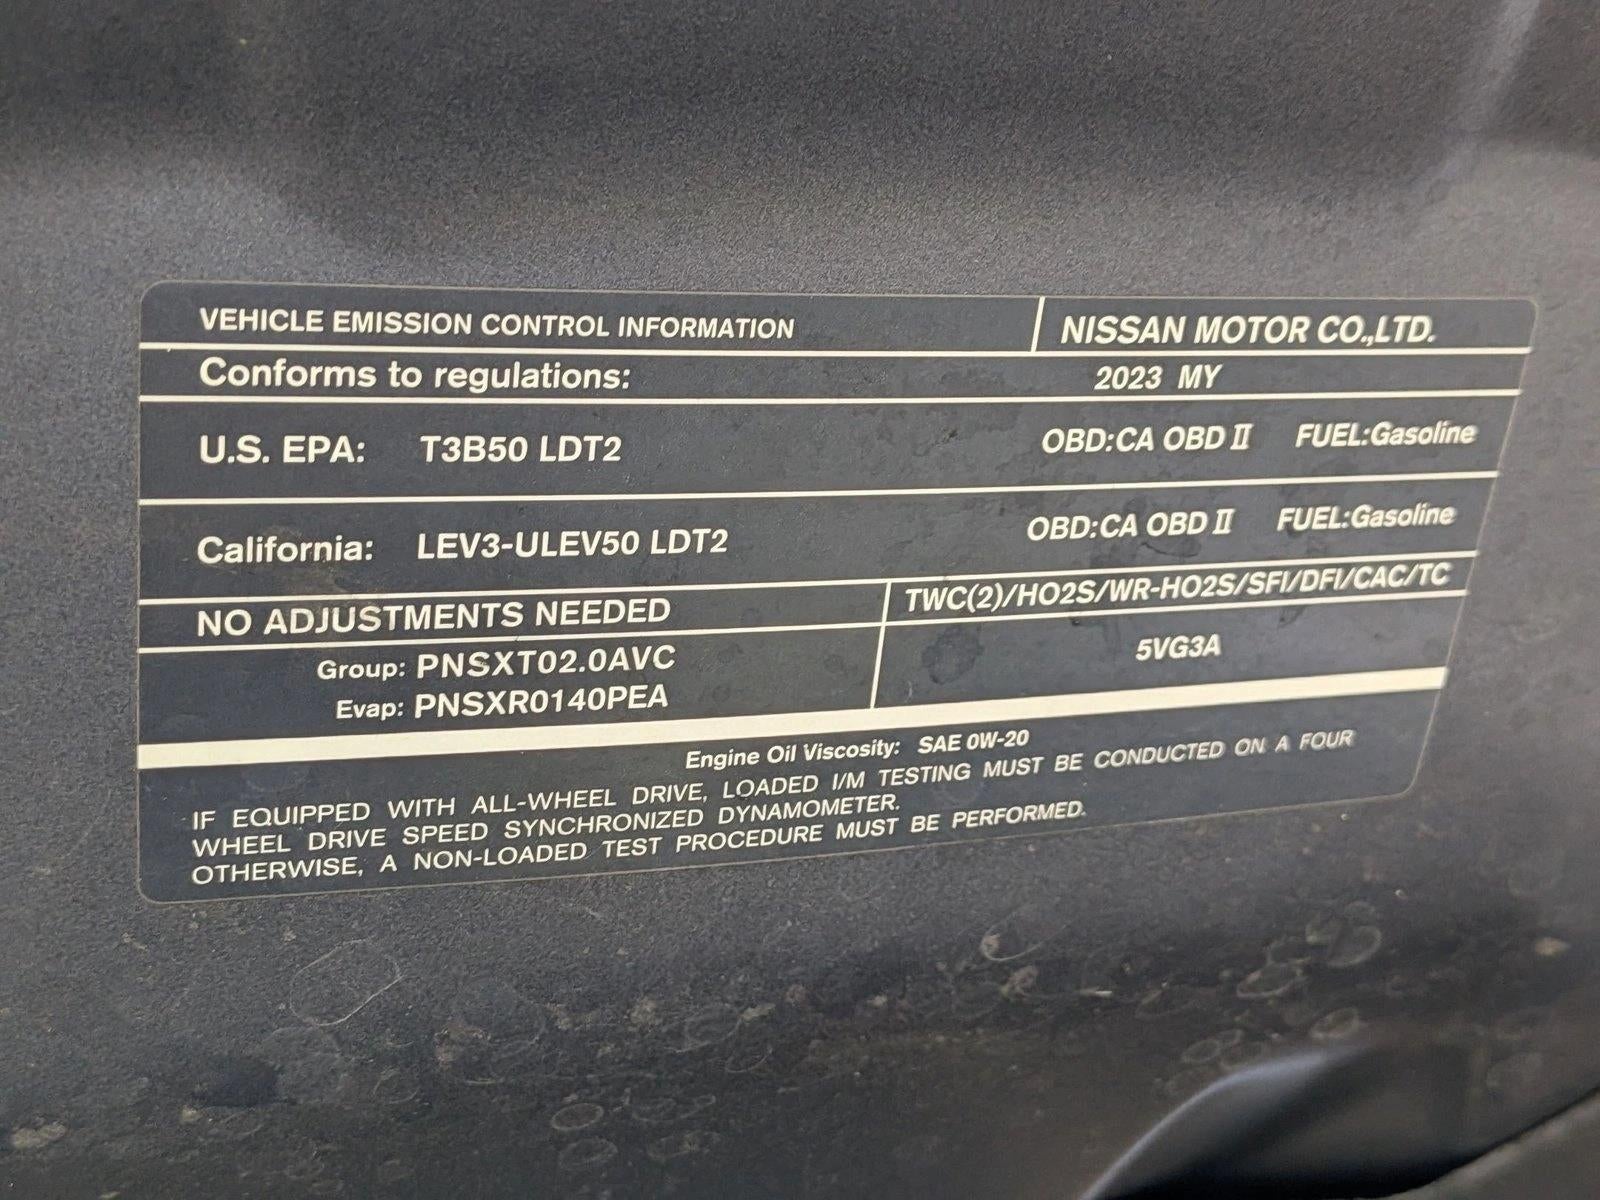 VEHICLE EMISSION CONTROL INFORMATION NISSAN MOTOR CO.,LTD.
Conforms to regulations: 2023 MY
U.S. EPA: T3B50 LDT2 OBD:CA OBD II FUEL:Gasoline
California: LEV3-ULEV50 LDT2 OBD:CA OBD II FUEL:Gasoline
NO ADJUSTMENTS NEEDED TWC(2)/HO2S/WR-HO2S/SFI/DFI/CAC/TC
Group: PNSXT02.0AVC 5VG3A
Evap: PNSXR0140PEA
Engine Oil Viscosity: SAE 0W-20
IF EQUIPPED WITH ALL-WHEEL DRIVE, LOADED I/M TESTING MUST BE CONDUCTED ON A FOUR
WHEEL DRIVE SPEED SYNCHRONIZED DYNAMOMETER.
OTHERWISE, A NON-LOADED TEST PROCEDURE MUST BE PERFORMED.